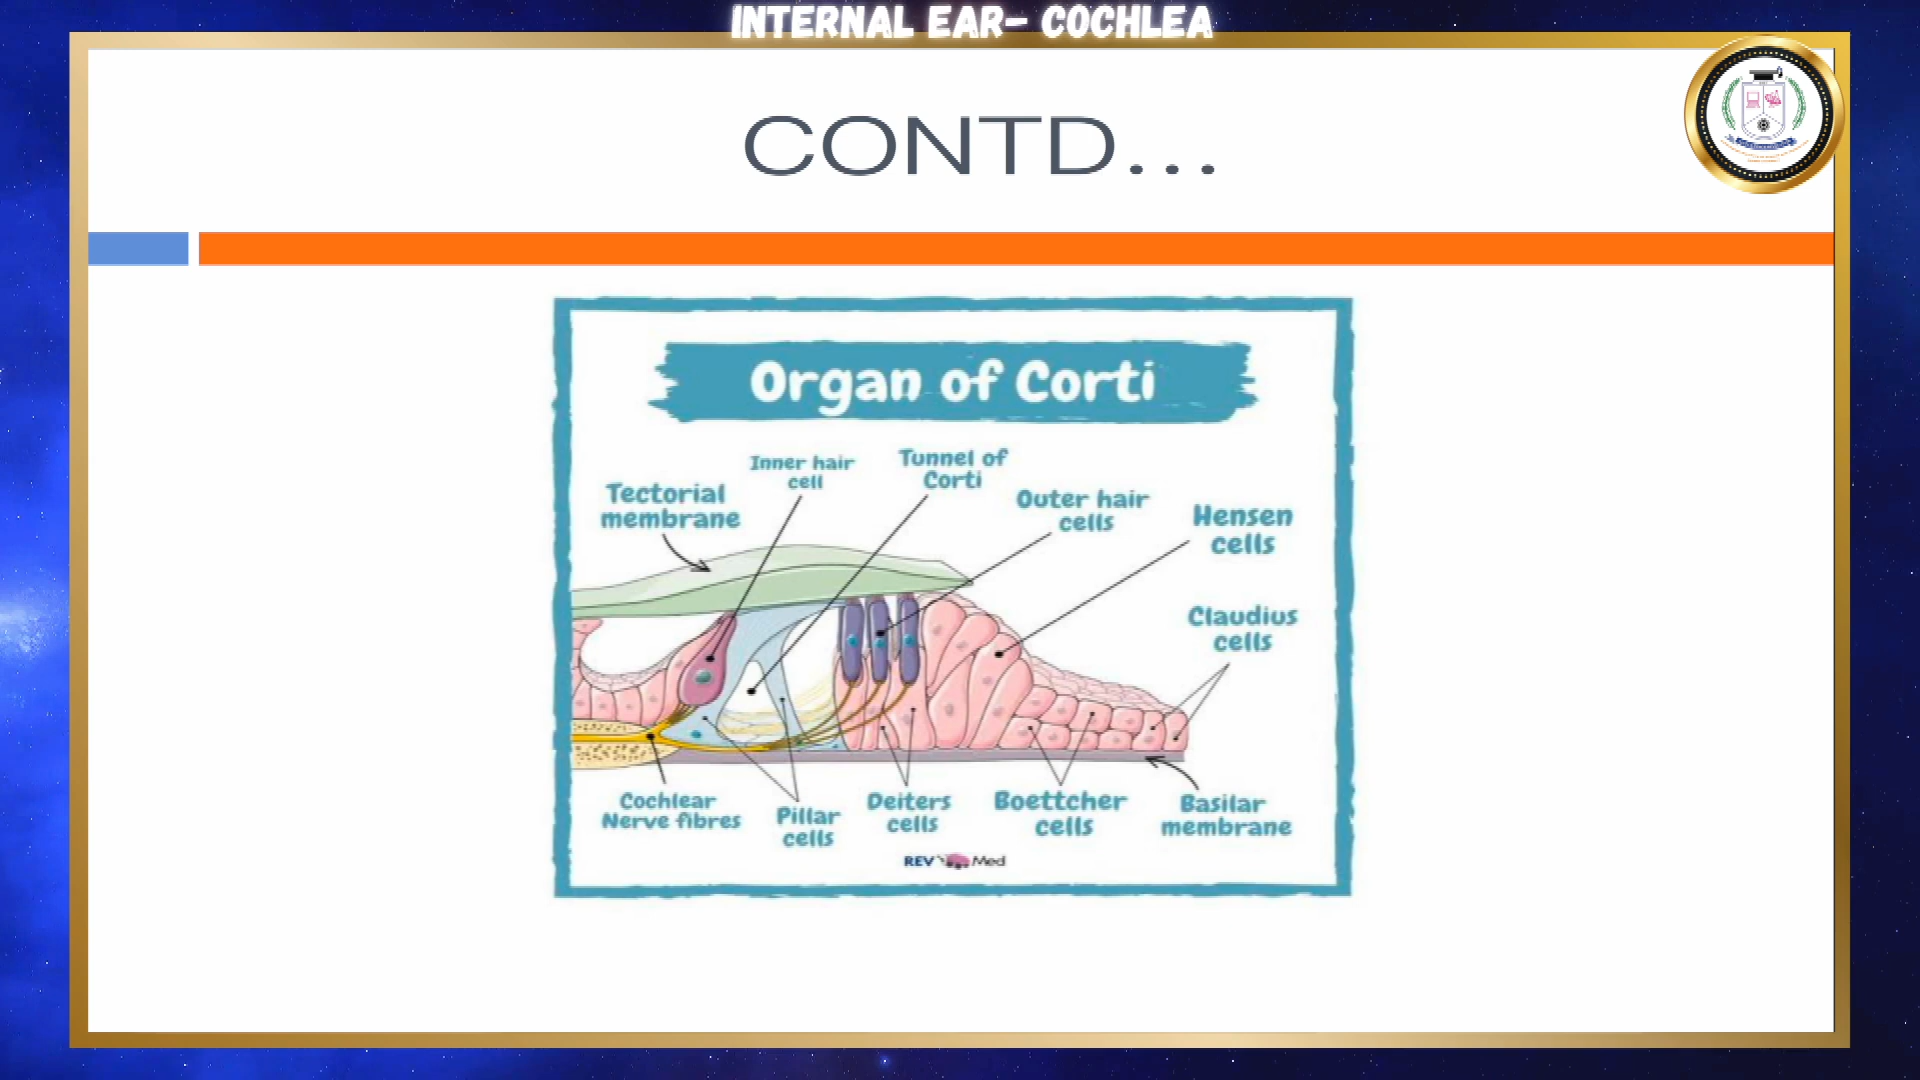 INTERNAL EAR- COCHLEA
CONTD...
Organ of Corti
Inner hair
cell
Tunnel of
Corti
Tectorial
membrane
Outer hair
cells
Hensen
cells
Claudius
cells
Cochlear
Nerve fibres
Pillar
cells
Deiters
cells
Boettcher
cells
Basilar
membrane
REV Med